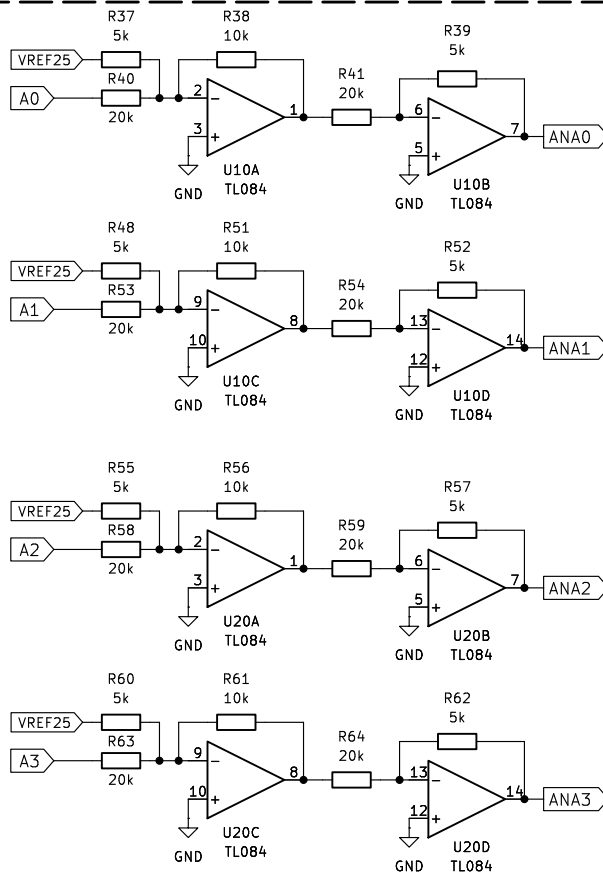 R37 R38 R39
5k 10k 5k
VREF25 R40 R41
A0 20k 20k
2 − 1 6 − 7 ANA0
3 + 5 +
GND U10A GND U10B
TL084 TL084
R48 R51 R52
5k 10k 5k
VREF25 R53 R54
A1 20k 20k
9 − 8 13 − 14 ANA1
10 + 12 +
GND U10C GND U10D
TL084 TL084
R55 R56 R57
5k 10k 5k
VREF25 R58 R59
A2 20k 20k
2 − 1 6 − 7 ANA2
3 + 5 +
GND U20A GND U20B
TL084 TL084
R60 R61 R62
5k 10k 5k
VREF25 R63 R64
A3 20k 20k
9 − 8 13 − 14 ANA3
10 + 12 +
GND U20C GND U20D
TL084 TL084